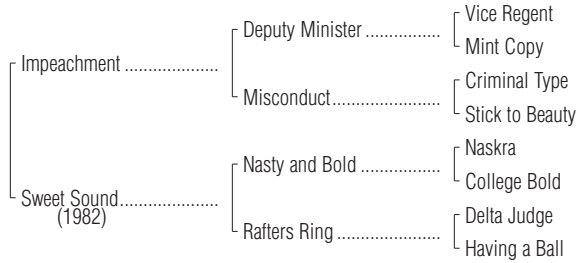 Vice Regent
Deputy Minister ................
Mint Copy
Impeachment ....................
Criminal Type
Misconduct.......................
Stick to Beauty
Naskra
Nasty and Bold .................
College Bold
Sweet Sound.....................
(1982)
Delta Judge
Rafters Ring ......................
Having a Ball